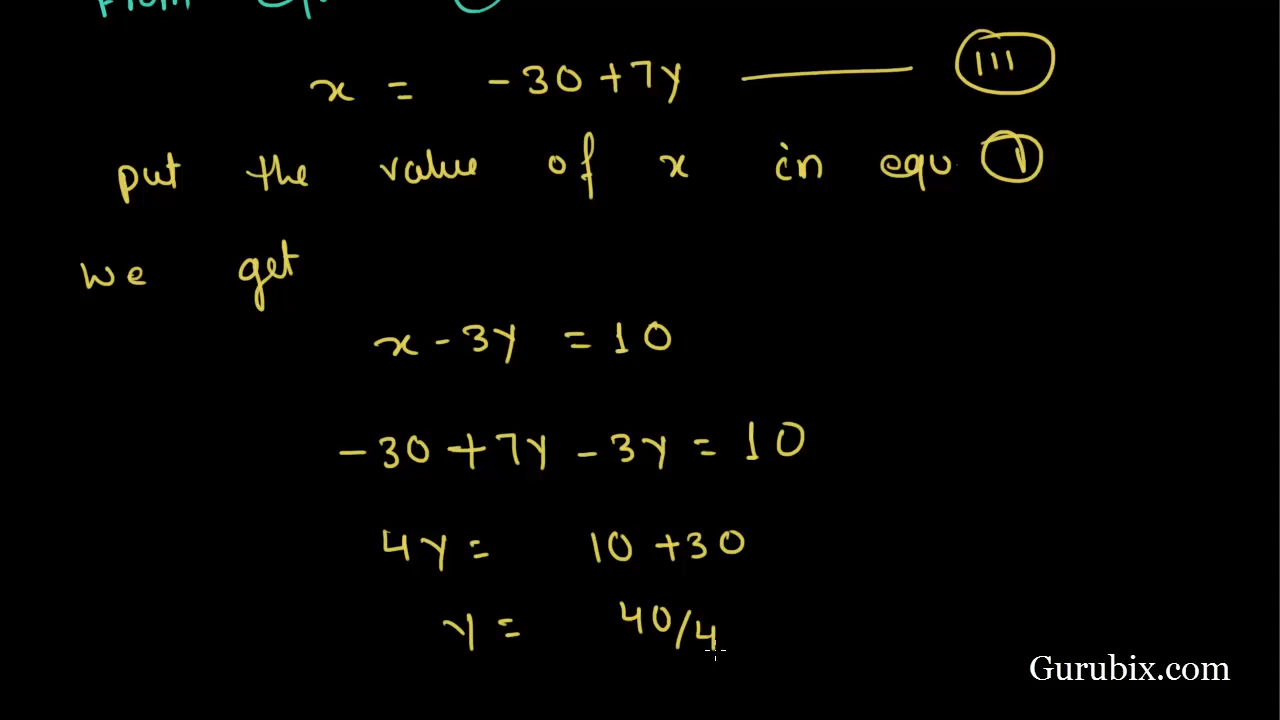 From
x = -30+7y ——— (III)
put the value of x in equ (I)
we get
x - 3y = 10
-30 + 7y - 3y = 10
4y = 10+30
y = 40/4
Gurubix.com